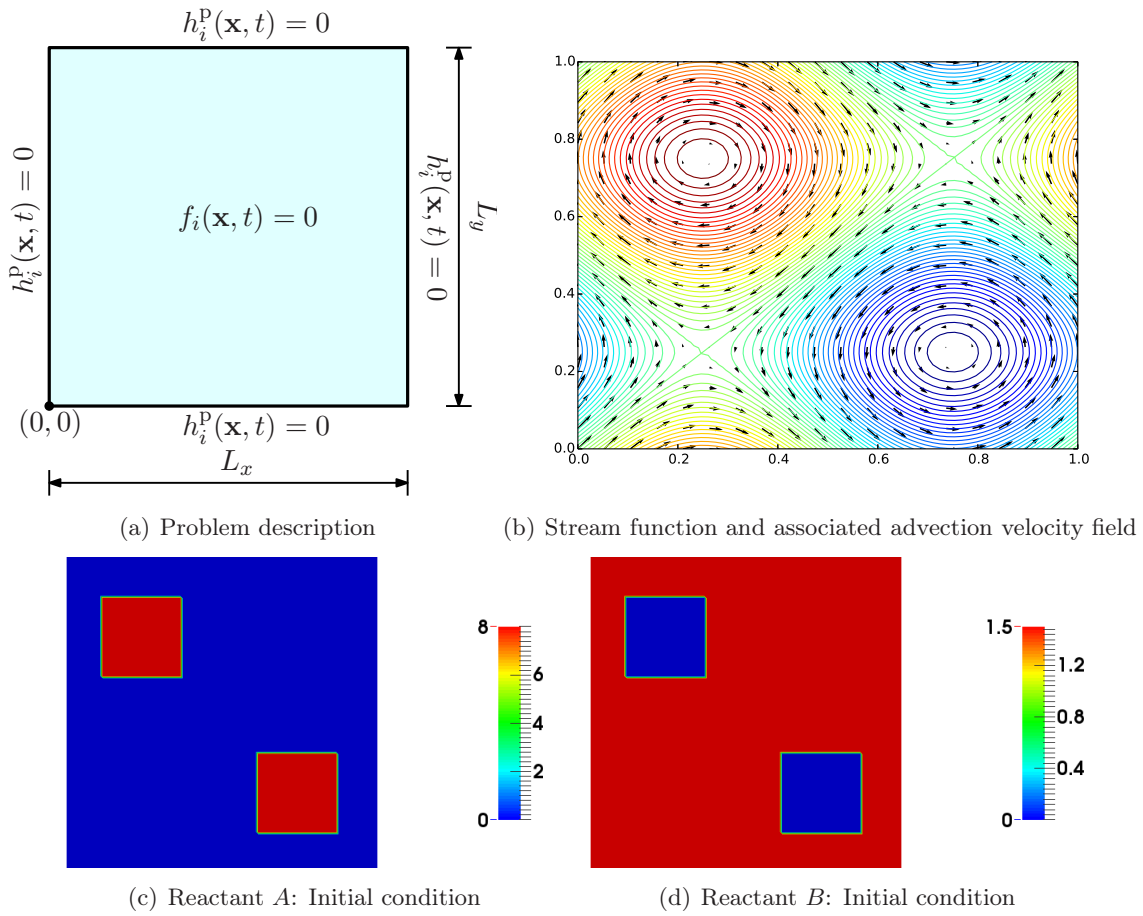 h_i^p(x, t) = 0
h_i^p(x, t) = 0
f_i(x, t) = 0
h_i^p(x, t) = 0
L_y
(0, 0)
h_i^p(x, t) = 0
L_x
(a) Problem description
1.0
0.8
0.6
0.4
0.2
0.0
0.0 0.2 0.4 0.6 0.8 1.0
(b) Stream function and associated advection velocity field
8
6
4
2
0
(c) Reactant A: Initial condition
1.5
1.2
0.8
0.4
0
(d) Reactant B: Initial condition